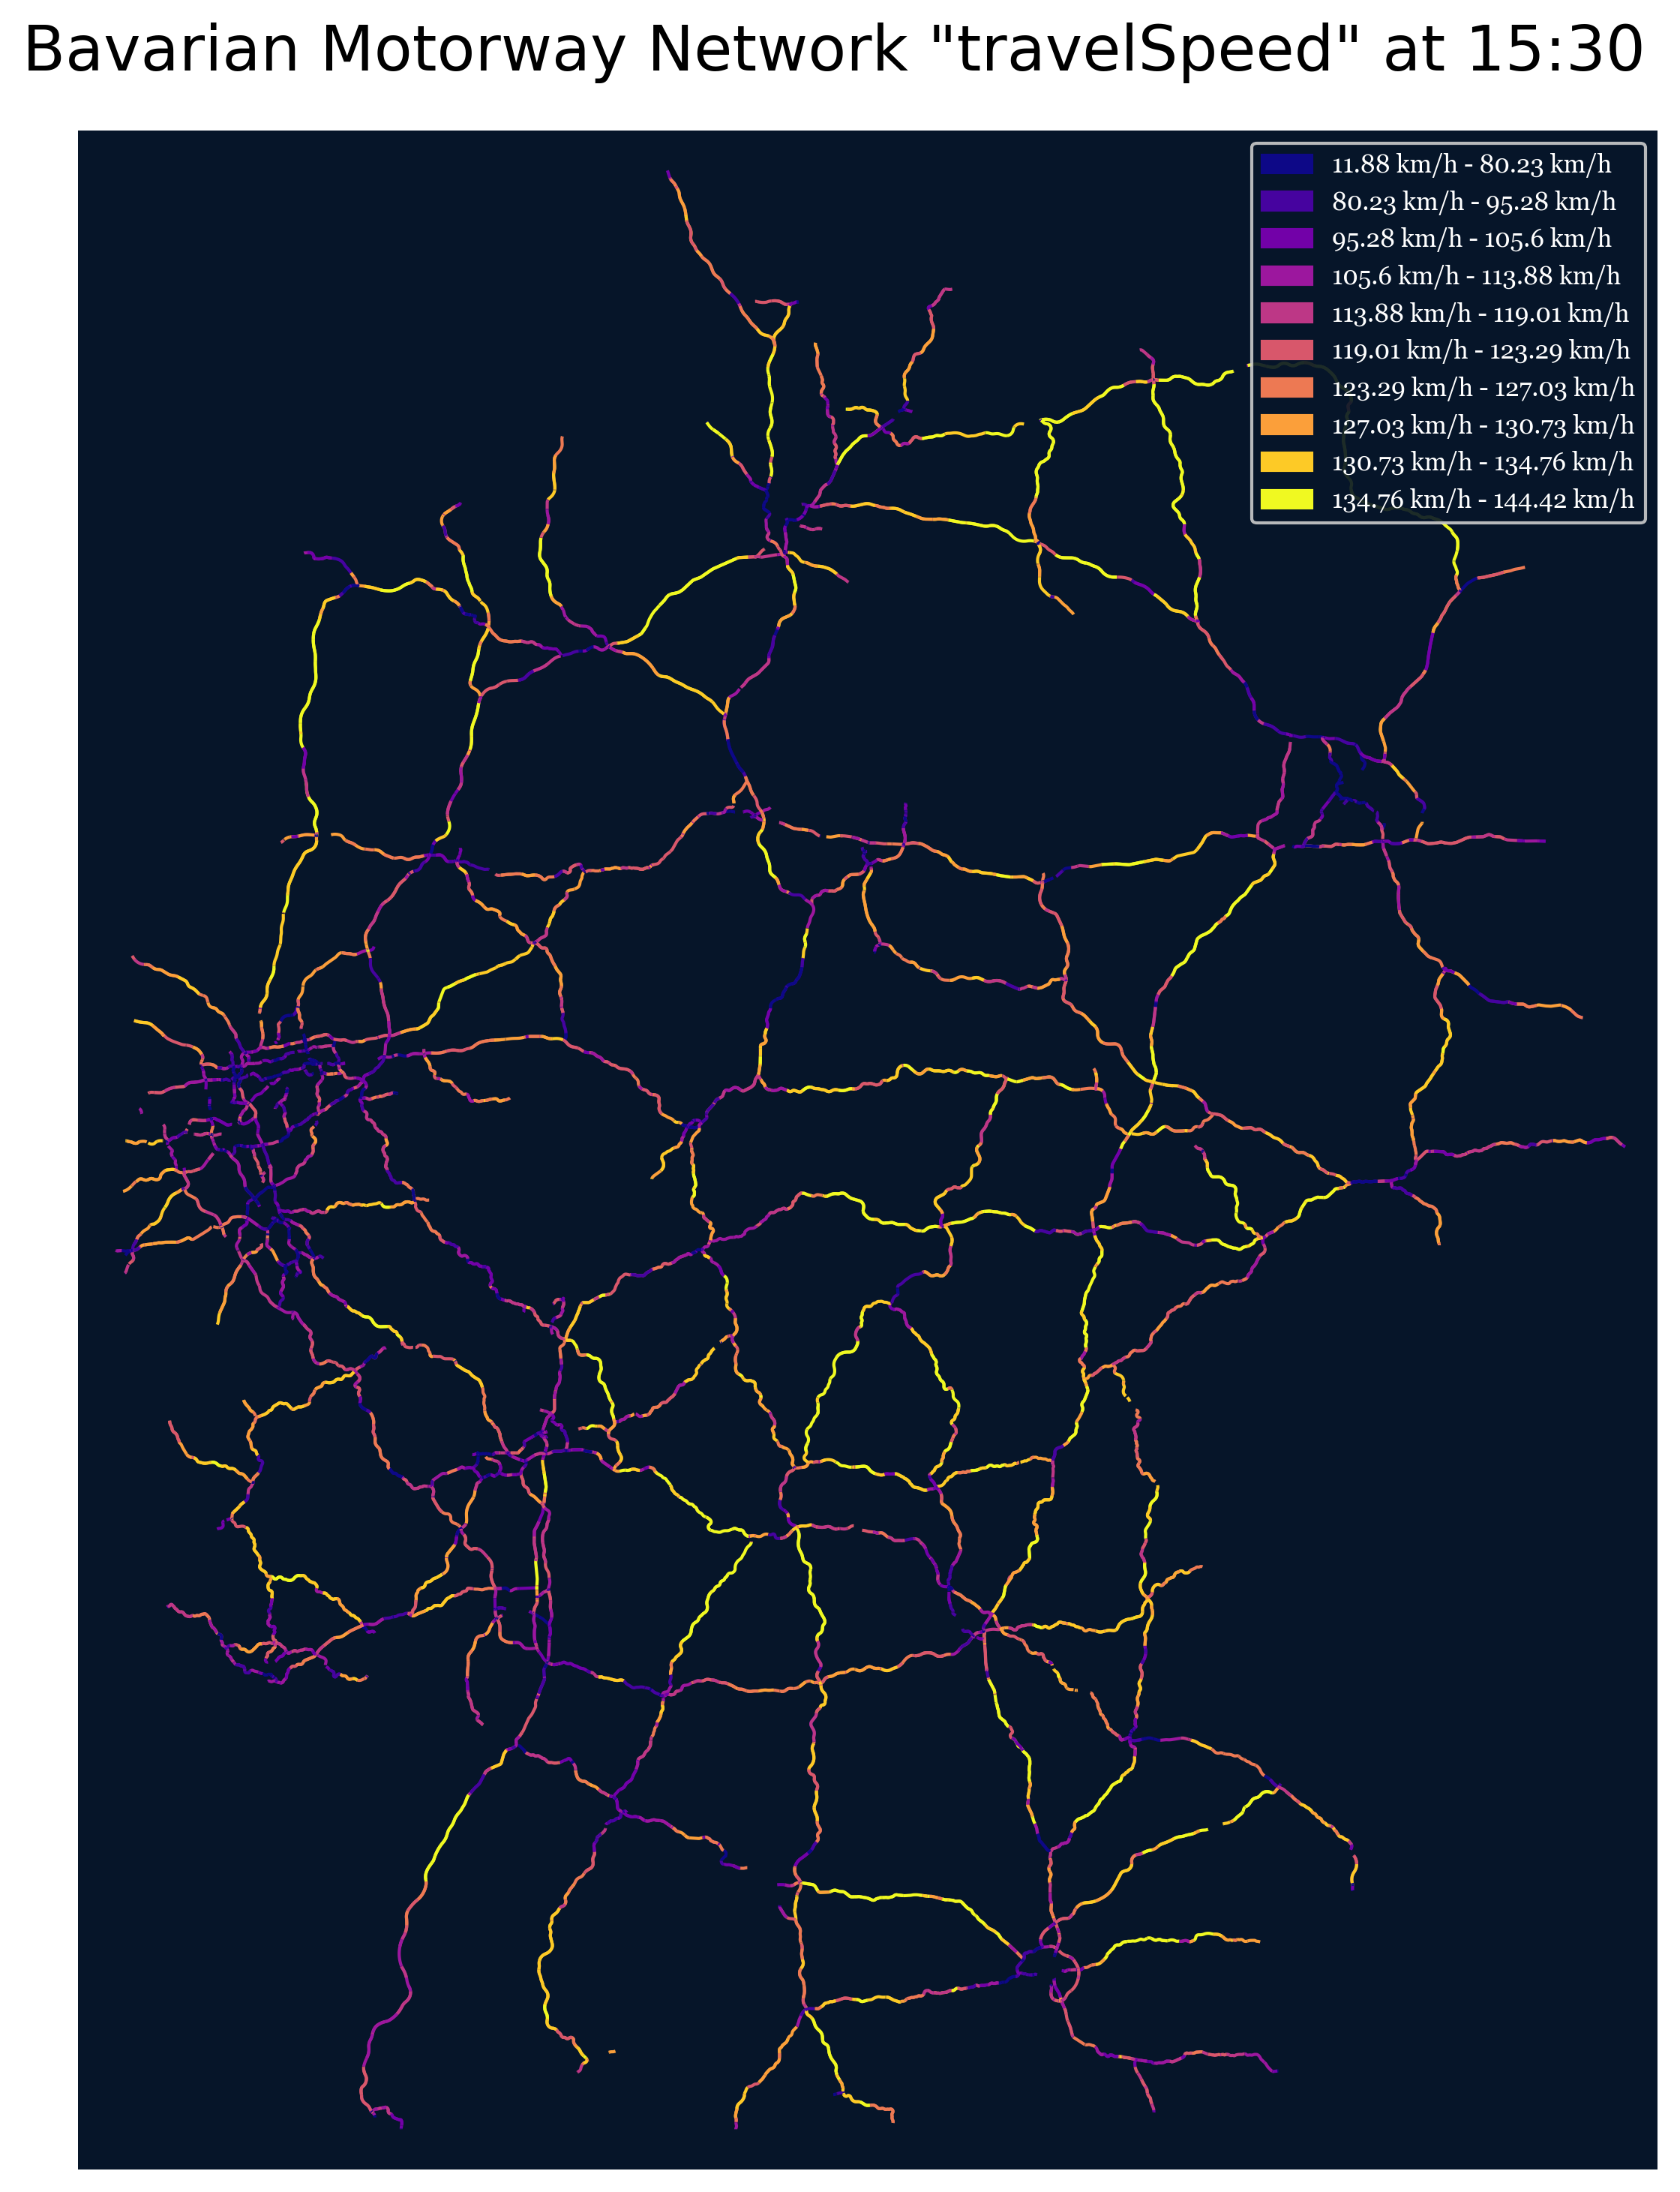 Bavarian Motorway Network "travelSpeed" at 15:30
11.88 km/h - 80.23 km/h
80.23 km/h - 95.28 km/h
95.28 km/h - 105.6 km/h
105.6 km/h - 113.88 km/h
113.88 km/h - 119.01 km/h
119.01 km/h - 123.29 km/h
123.29 km/h - 127.03 km/h
127.03 km/h - 130.73 km/h
130.73 km/h - 134.76 km/h
134.76 km/h - 144.42 km/h